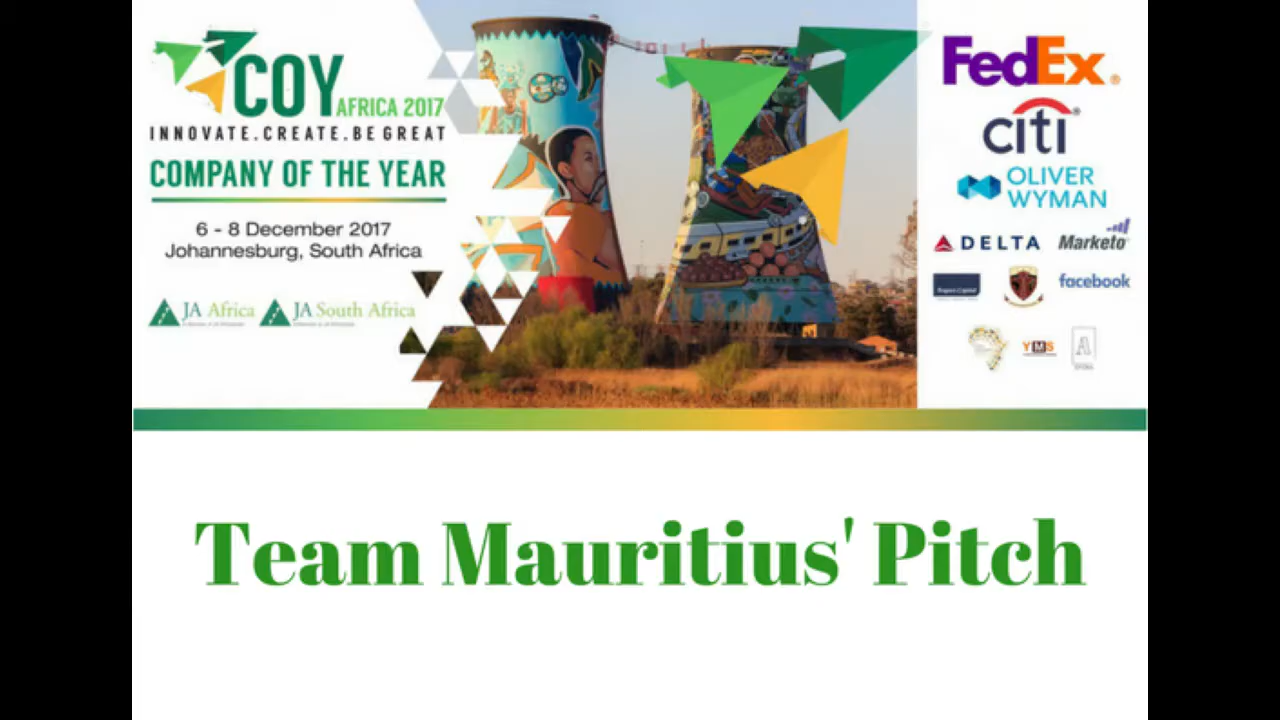 COY AFRICA 2017
INNOVATE.CREATE.BE GREAT
COMPANY OF THE YEAR
6 - 8 December 2017
Johannesburg, South Africa
JA Africa
JA South Africa
FedEx
citi
OLIVER
WYMAN
DELTA
Marketo
facebook
YMS
Team Mauritius' Pitch